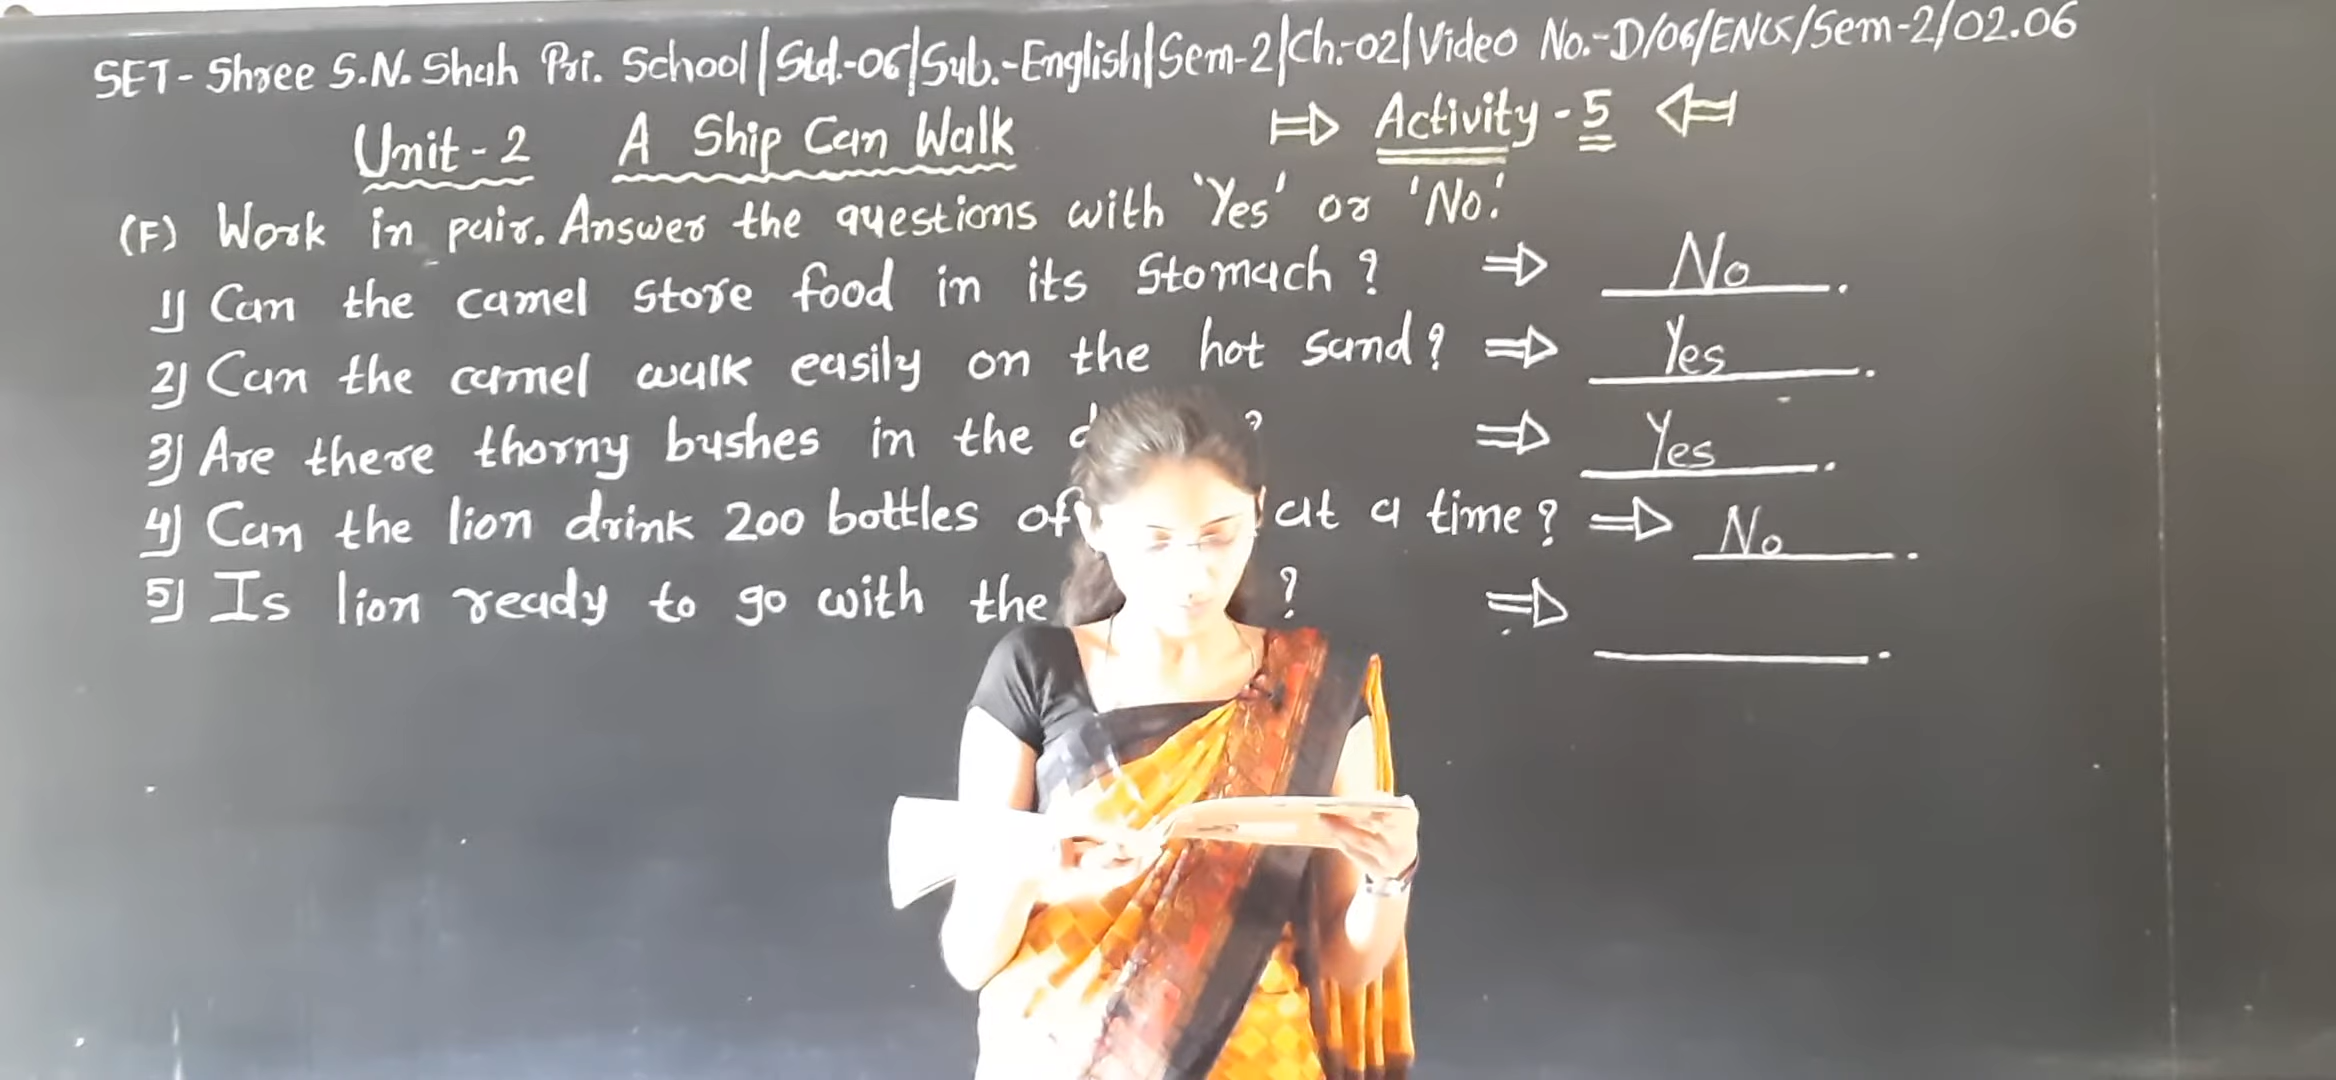 SET - Shree S.N. Shah Pri. School | Std.-06 | Sub.-English | Sem-2 | Ch.-02 | Video No.-D/06/ENG/Sem-2/02.06
Unit - 2 A Ship Can Walk ⇒ Activity - 5 ⇐
(F) Work in pair. Answer the questions with 'Yes' or 'No'.
1) Can the camel store food in its stomach? ⇒ No.
2) Can the camel walk easily on the hot sand? ⇒ Yes.
3) Are there thorny bushes in the ? ⇒ Yes.
4) Can the lion drink 200 bottles of at a time? ⇒ No.
5) Is lion ready to go with the ? ⇒ ____.